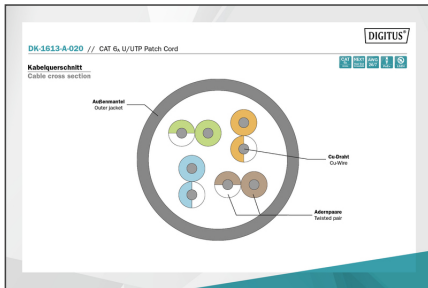 DIGITUS®
DK-1613-A-020 // CAT 6A U/UTP Patch Cord
Kabelquerschnitt
Cable cross section
Außenmantel
Outer jacket
Cu-Draht
Cu-Wire
Adernpaare
Twisted pair